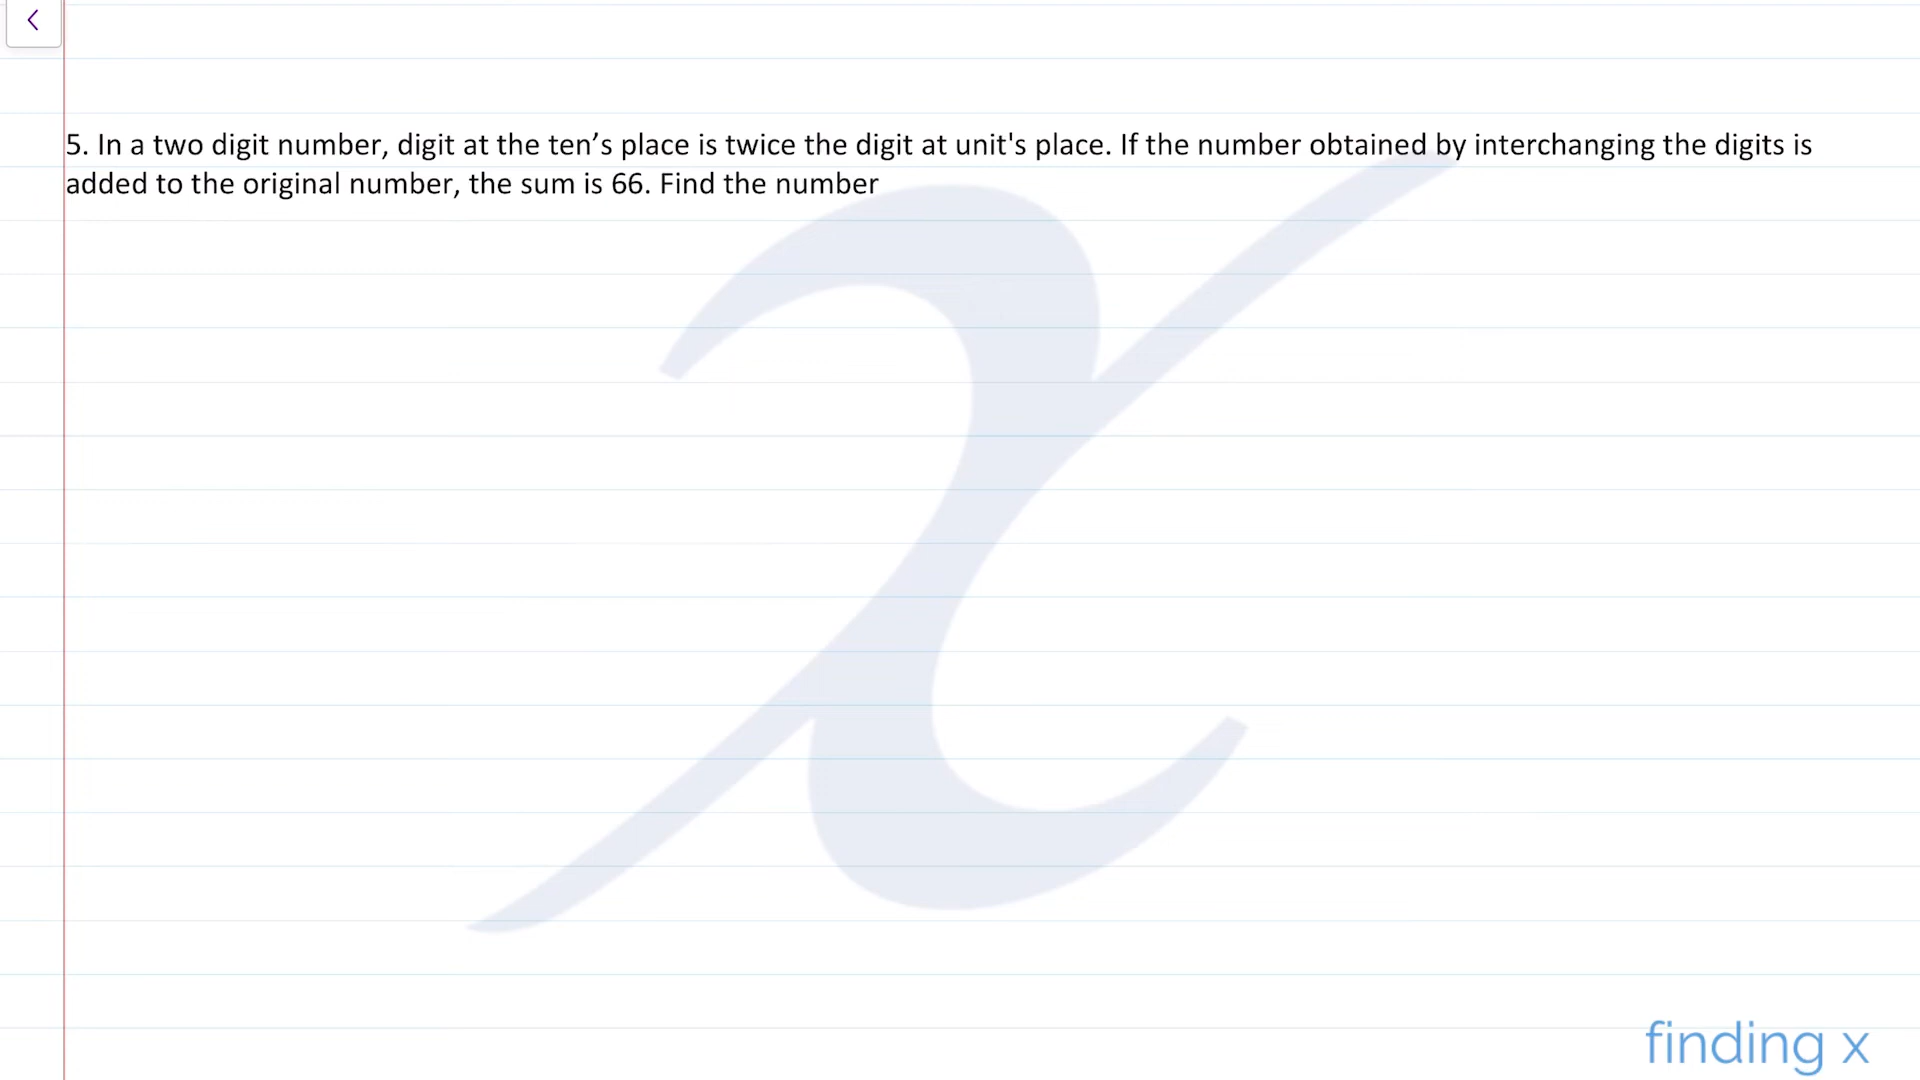 5. In a two digit number, digit at the ten’s place is twice the digit at unit's place. If the number obtained by interchanging the digits is
added to the original number, the sum is 66. Find the number
finding x